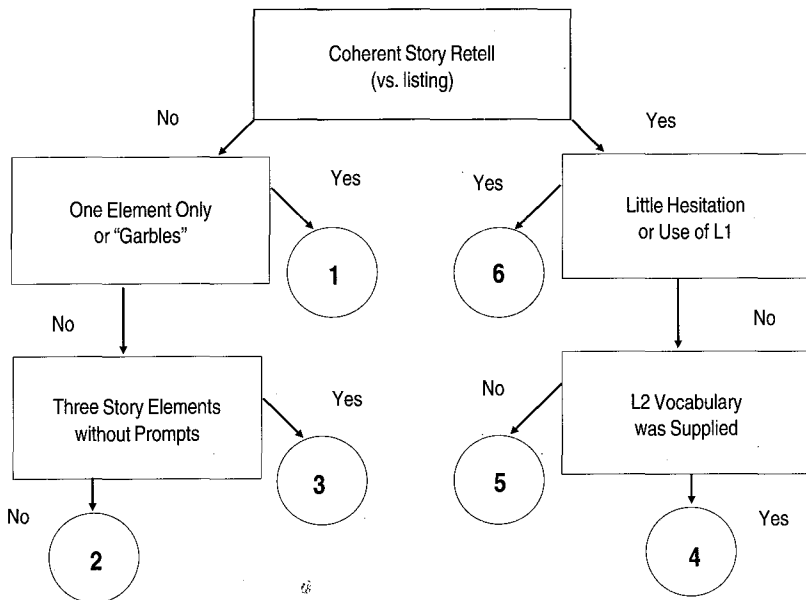 Coherent Story Retell
(vs. listing)
No
Yes
One Element Only
or "Garbles"
Yes
1
Yes
6
Little Hesitation
or Use of L1
No
No
Three Story Elements
without Prompts
Yes
3
No
5
L2 Vocabulary
was Supplied
No
2
Yes
4